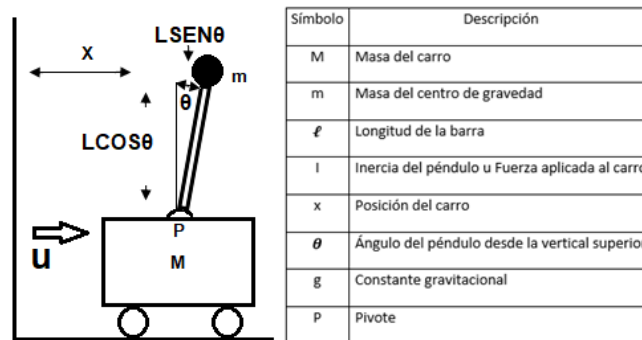 LSENθ
X
m
θ
LCOSθ
P
u
M
Símbolo Descripción
M Masa del carro
m Masa del centro de gravedad
ℓ Longitud de la barra
I Inercia del péndulo u Fuerza aplicada al carro
x Posición del carro
θ Ángulo del péndulo desde la vertical superior
g Constante gravitacional
P Pivote